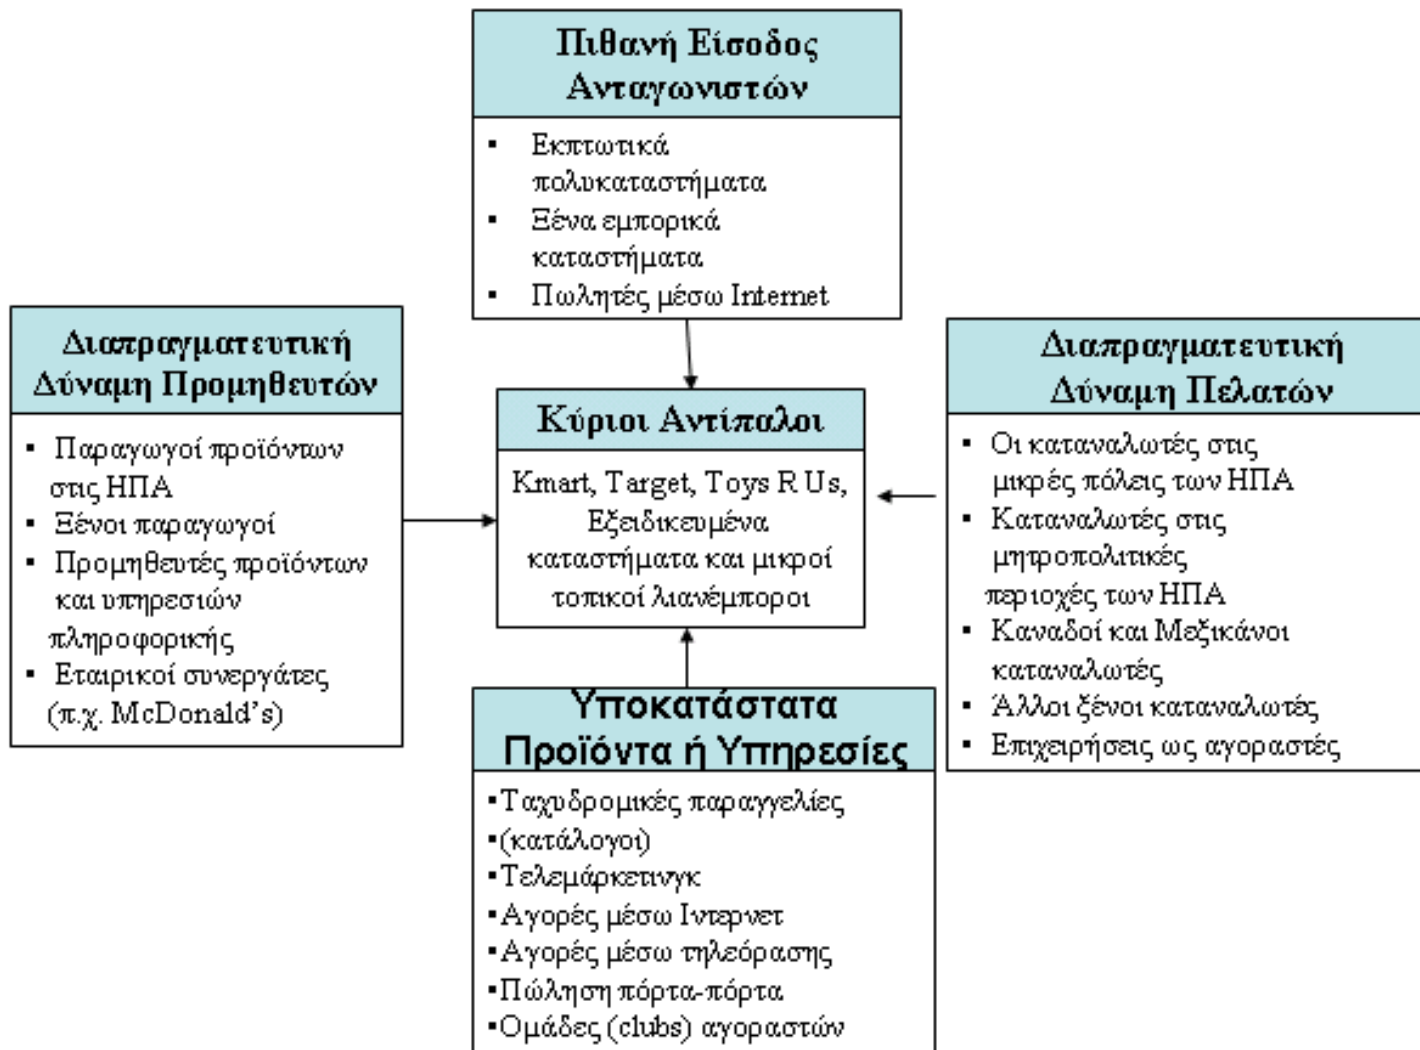 Πιθανή Είσοδος
Ανταγωνιστών
▪ Εκπτωτικά
πολυκαταστήματα
▪ Ξένα εμπορικά
καταστήματα
▪ Πωλητές μέσω Internet
Διαπραγματευτική
Δύναμη Προμηθευτών
▪ Παραγωγοί προϊόντων
στις ΗΠΑ
▪ Ξένοι παραγωγοί
▪ Προμηθευτές προϊόντων
και υπηρεσιών
πληροφορικής
▪ Εταιρικοί συνεργάτες
(π.χ. McDonald's)
Κύριοι Αντίπαλοι
Kmart, Target, Toys R Us,
Εξειδικευμένα
καταστήματα και μικροί
τοπικοί λιανέμποροι
Διαπραγματευτική
Δύναμη Πελατών
▪ Οι καταναλωτές στις
μικρές πόλεις των ΗΠΑ
▪ Καταναλωτές στις
μητροπολιτικές
περιοχές των ΗΠΑ
▪ Καναδοί και Μεξικάνοι
καταναλωτές
▪ Άλλοι ξένοι καταναλωτές
▪ Επιχειρήσεις ως αγοραστές
Υποκατάστατα
Προϊόντα ή Υπηρεσίες
▪Ταχυδρομικές παραγγελίες
▪(κατάλογοι)
▪Τελεμάρκετινγκ
▪Αγορές μέσω Ιντερνετ
▪Αγορές μέσω τηλεόρασης
▪Πώληση πόρτα-πόρτα
▪Ομάδες (clubs) αγοραστών